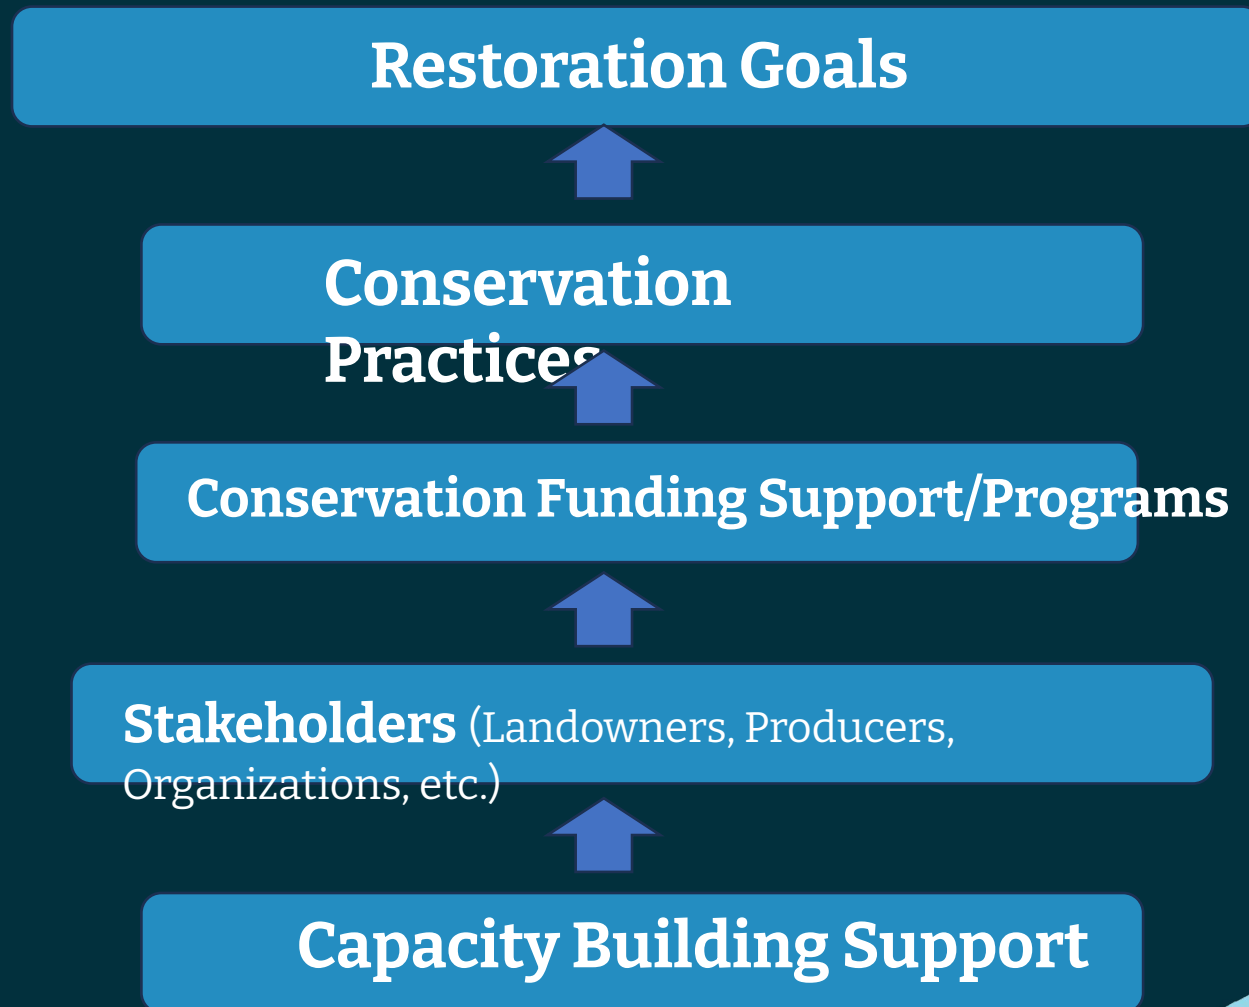 Restoration Goals
Conservation
Practices
Conservation Funding Support/Programs
Stakeholders (Landowners, Producers,
Organizations, etc.)
Capacity Building Support